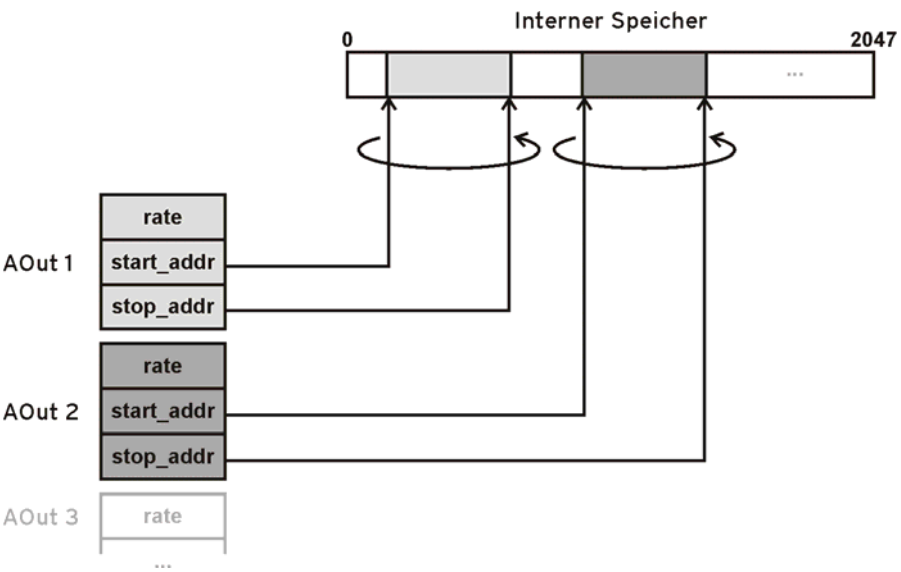 Interner Speicher
0 2047
...
rate
AOut 1 start_addr
stop_addr
rate
AOut 2 start_addr
stop_addr
AOut 3 rate
...